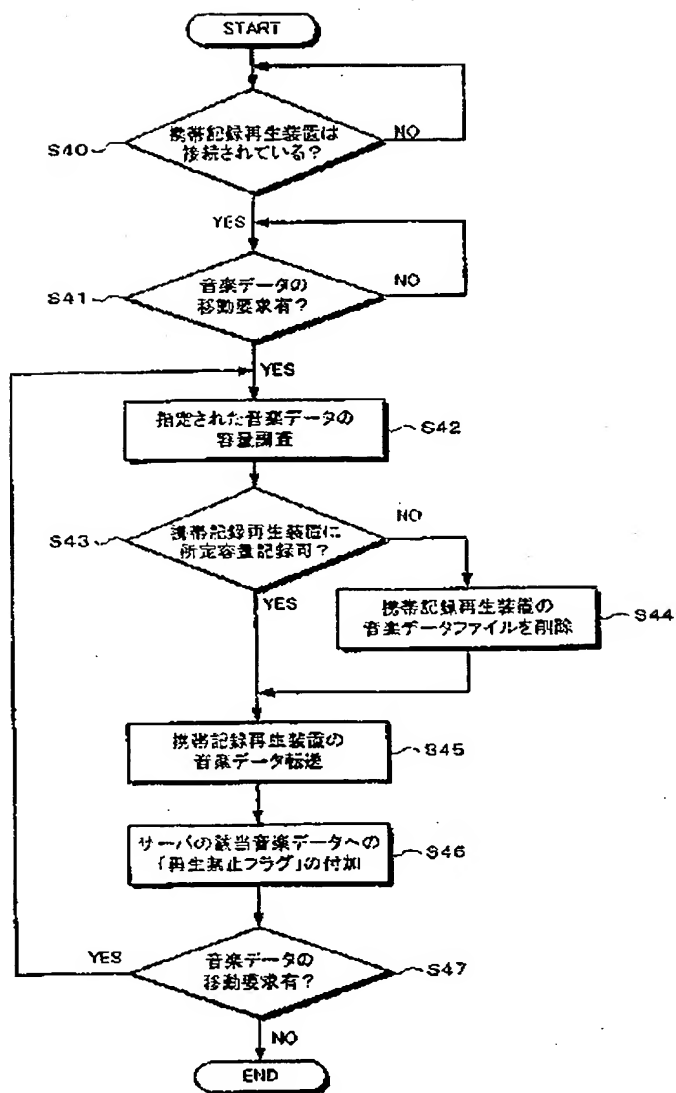 START
携帯記録再生装置は
接続されている？
NO
S40
YES
音楽データの
移動要求有？
NO
S41
YES
指定された音楽データの
容量調査
S42
携帯記録再生装置に
所定容量記録可？
NO
S43
YES
携帯記録再生装置の
音楽データファイルを削除
S44
携帯記録再生装置の
音楽データ転送
S45
サーバの該当音楽データへの
「再生禁止フラグ」の付加
S46
YES
音楽データの
移動要求有？
S47
NO
END